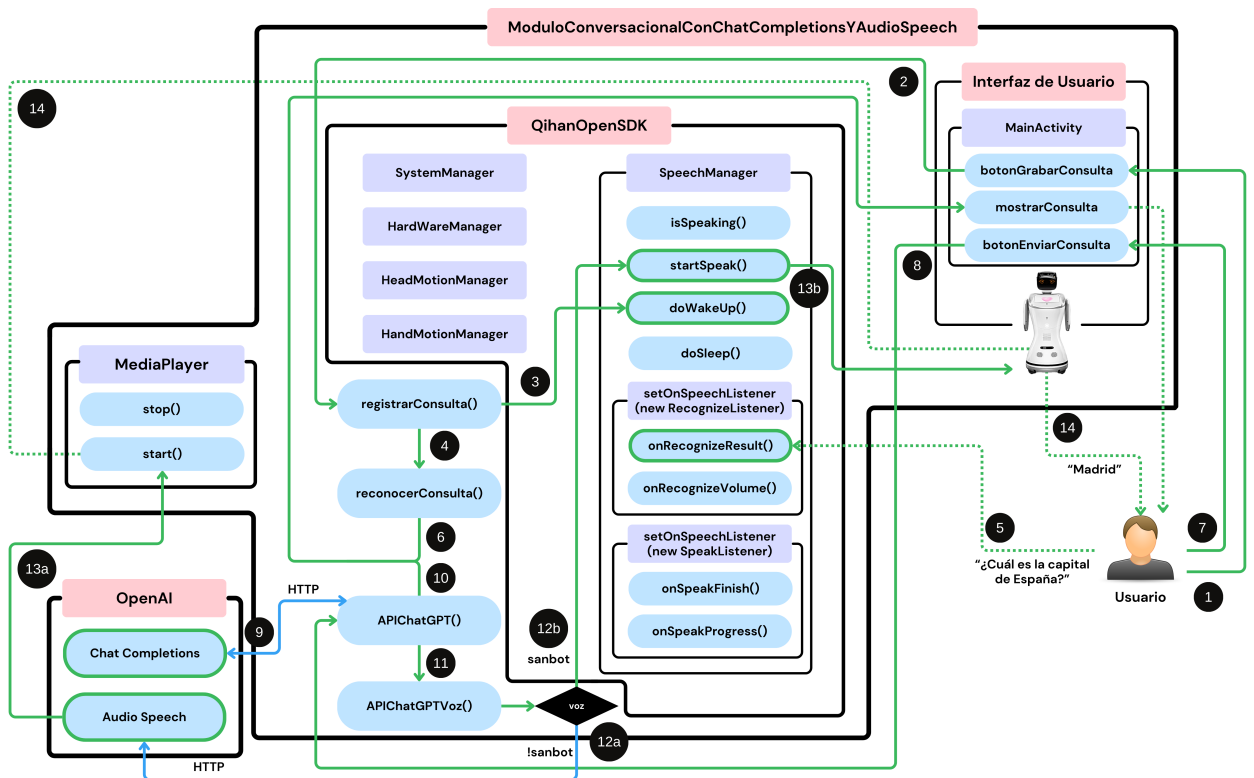 ModuloConversacionalConChatCompletionsYAudioSpeech
2
Interfaz de Usuario
14
QihanOpenSDK
MainActivity
SystemManager
SpeechManager
botonGrabarConsulta
mostrarConsulta
HardWareManager
isSpeaking()
botonEnviarConsulta
8
startSpeak()
13b
HeadMotionManager
doWakeUp()
HandMotionManager
doSleep()
MediaPlayer
3
stop()
registrarConsulta()
setOnSpeechListener
(new RecognizeListener)
14
4
onRecognizeResult()
start()
“Madrid”
reconocerConsulta()
onRecognizeVolume()
6
5
7
setOnSpeechListener
(new SpeakListener)
13a
10
“¿Cuál es la capital
de España?”
Usuario
1
OpenAI
HTTP
onSpeakFinish()
9
APIChatGPT()
12b
onSpeakProgress()
Chat Completions
11
sanbot
Audio Speech
APIChatGPTVoz()
voz
12a
!sanbot
HTTP